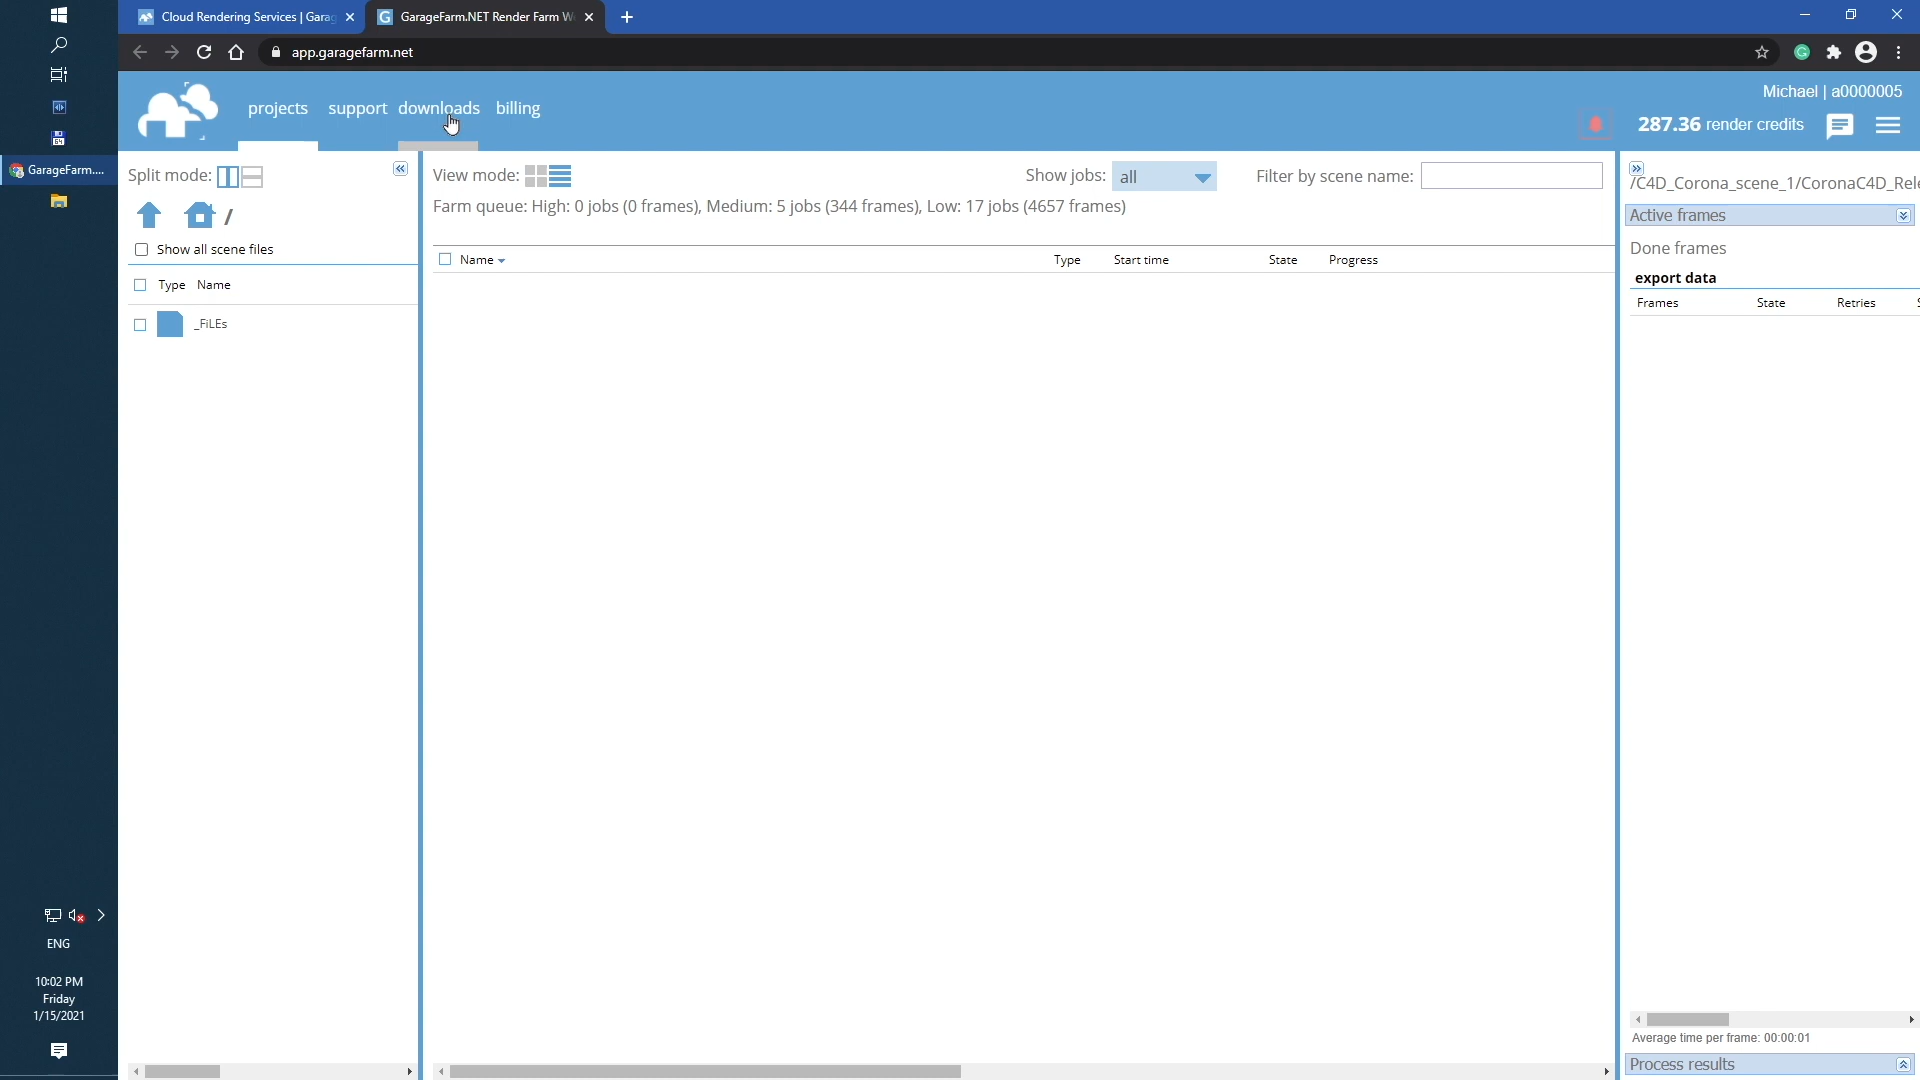 Cloud Rendering Services | Garag
GarageFarm.NET Render Farm W
app.garagefarm.net
GarageFarm....
projects support downloads billing
Michael | a0000005
287.36 render credits
Split mode:
/
Show all scene files
Type Name
_FiLEs
View mode:
Show jobs: all
Filter by scene name:
Farm queue: High: 0 jobs (0 frames), Medium: 5 jobs (344 frames), Low: 17 jobs (4657 frames)
Name Type Start time State Progress
/C4D_Corona_scene_1/CoronaC4D_Rel
Active frames
Done frames
export data
Frames State Retries
Average time per frame: 00:00:01
Process results
ENG
10:02 PM
Friday
1/15/2021